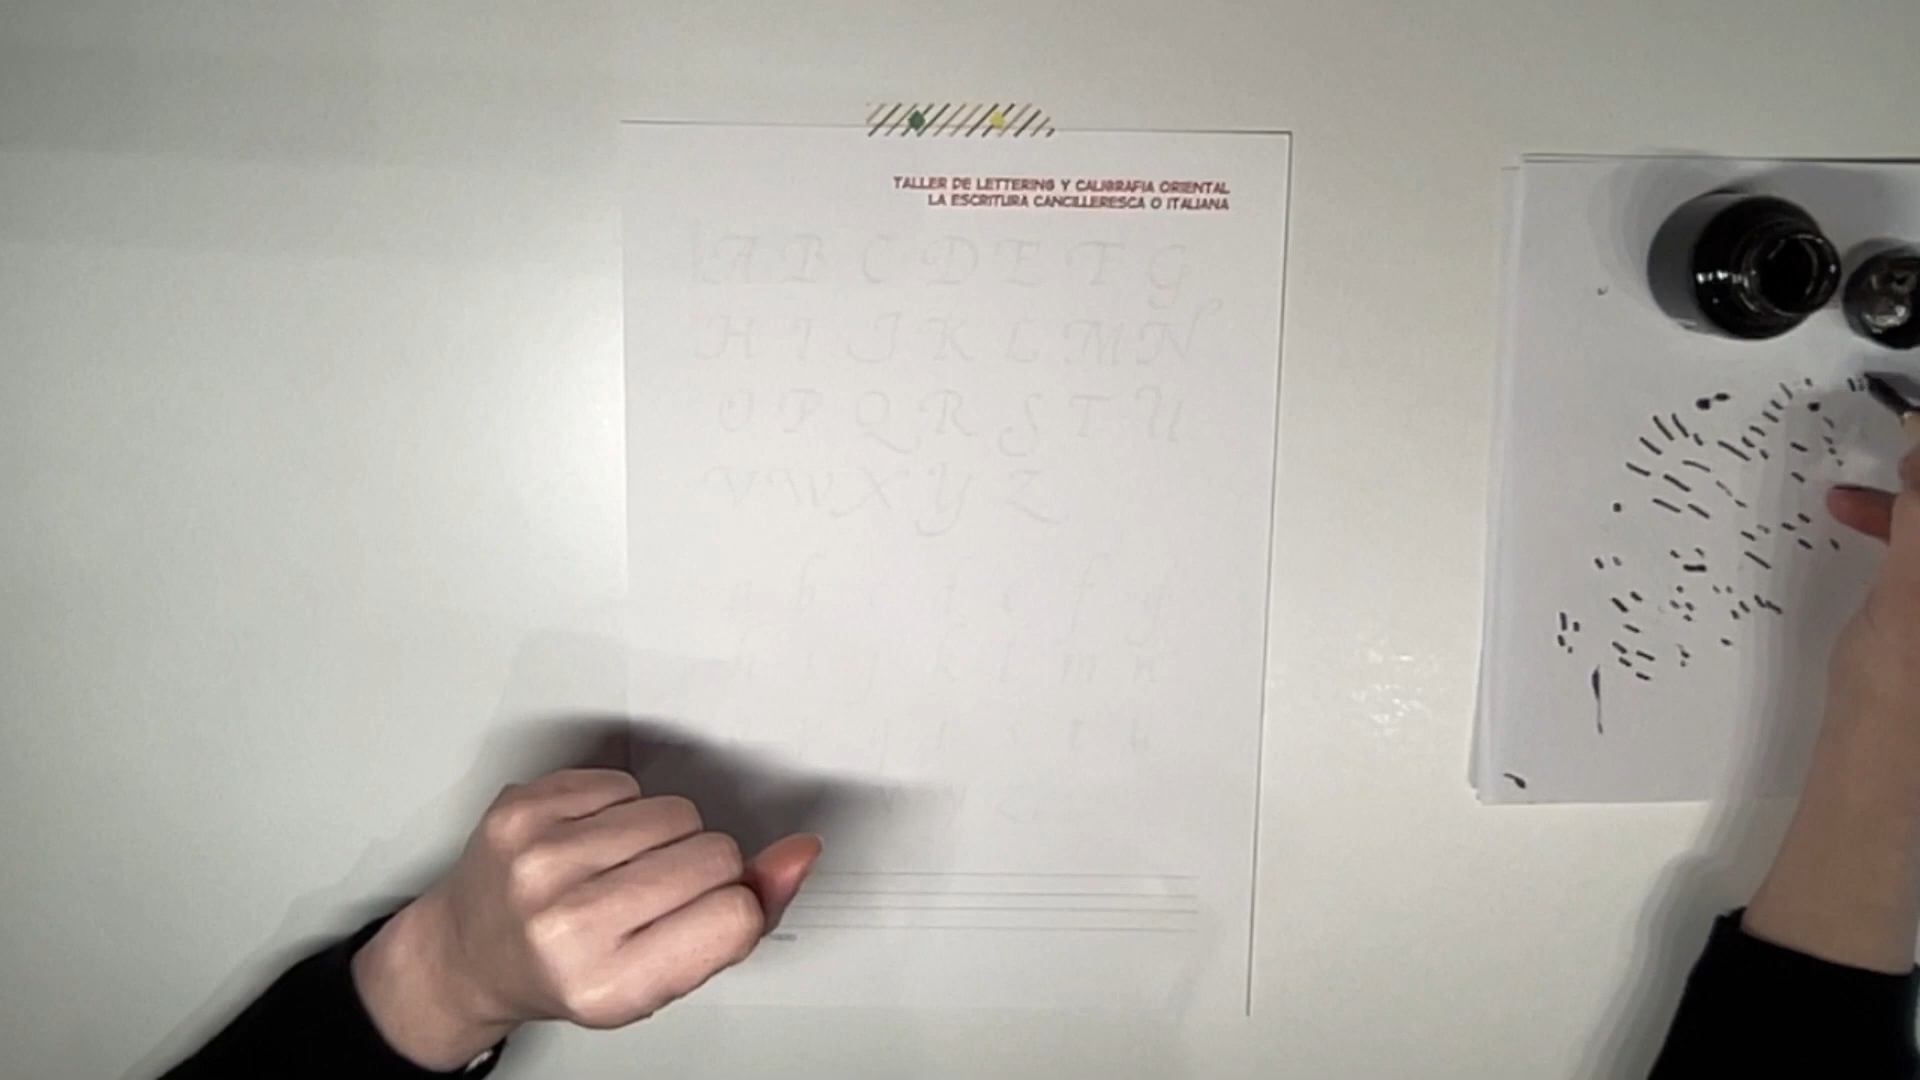 TALLER DE LETTERING Y CALIGRAFIA ORIENTAL
LA ESCRITURA CANCILLERESCA O ITALIANA
A B C D E F G
H I J K L M N
O P Q R S T U
V W X Y Z
a b c d e f g
h i j k l m n